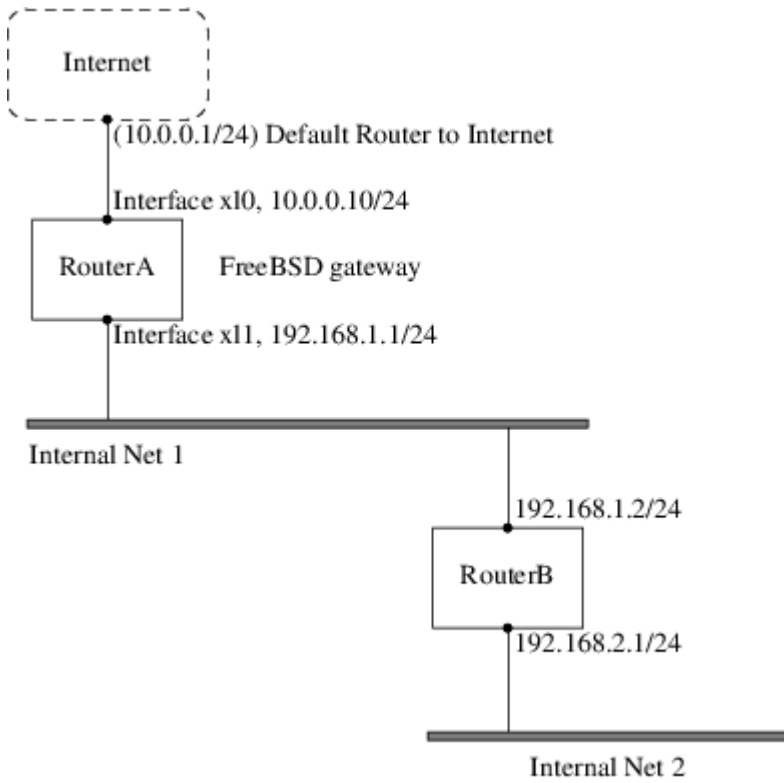 Internet
(10.0.0.1/24) Default Router to Internet
Interface xl0, 10.0.0.10/24
RouterA
FreeBSD gateway
Interface xl1, 192.168.1.1/24
Internal Net 1
192.168.1.2/24
RouterB
192.168.2.1/24
Internal Net 2